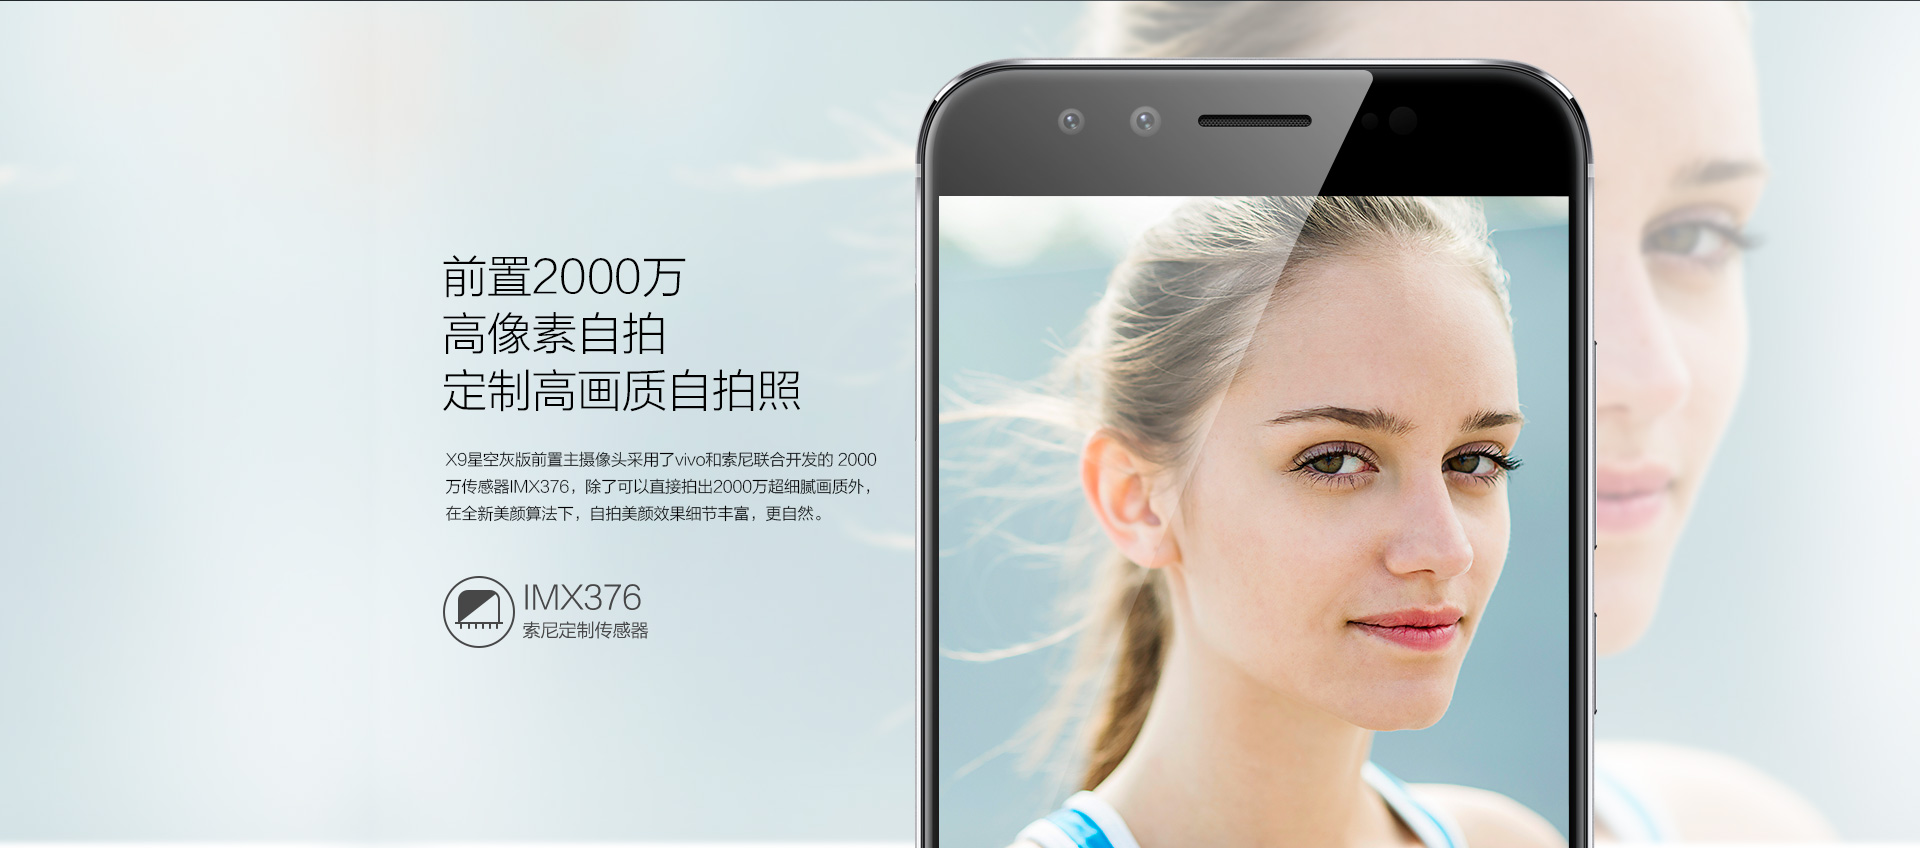 前置2000万
高像素自拍
定制高画质自拍照
X9星空灰版前置主摄像头采用了vivo和索尼联合开发的 2000
万传感器IMX376，除了可以直接拍出2000万超细腻画质外，
在全新美颜算法下，自拍美颜效果细节丰富，更自然。
IMX376
索尼定制传感器